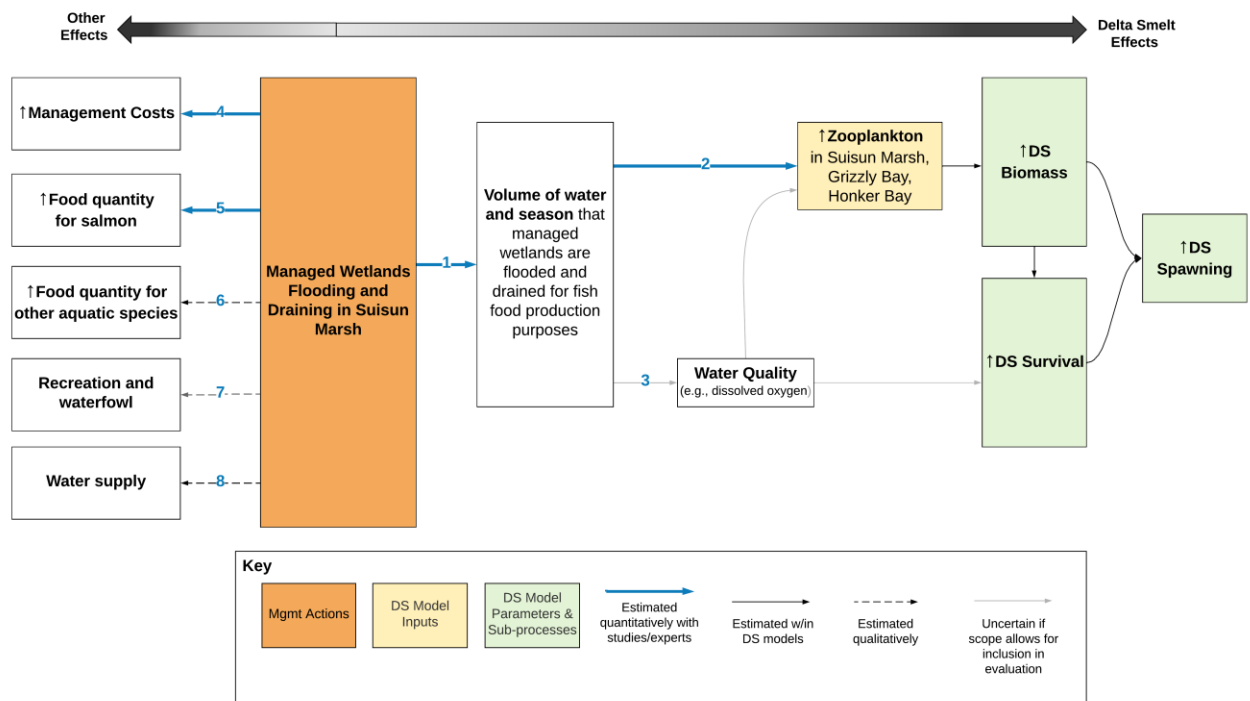 Other
Effects
Delta Smelt
Effects
↑Management Costs
4
↑Food quantity
for salmon
5
↑Food quantity for
other aquatic species
6
Recreation and
waterfowl
7
Water supply
8
Managed Wetlands
Flooding and
Draining in Suisun
Marsh
1
Volume of water
and season that
managed
wetlands are
flooded and
drained for fish
food production
purposes
2
3
↑Zooplankton
in Suisun Marsh,
Grizzly Bay,
Honker Bay
Water Quality
(e.g., dissolved oxygen)
↑DS
Biomass
↑DS Survival
↑DS
Spawning
Key
Mgmt Actions
DS Model
Inputs
DS Model
Parameters &
Sub-processes
Estimated
quantitatively with
studies/experts
Estimated w/in
DS models
Estimated
qualitatively
Uncertain if
scope allows for
inclusion in
evaluation